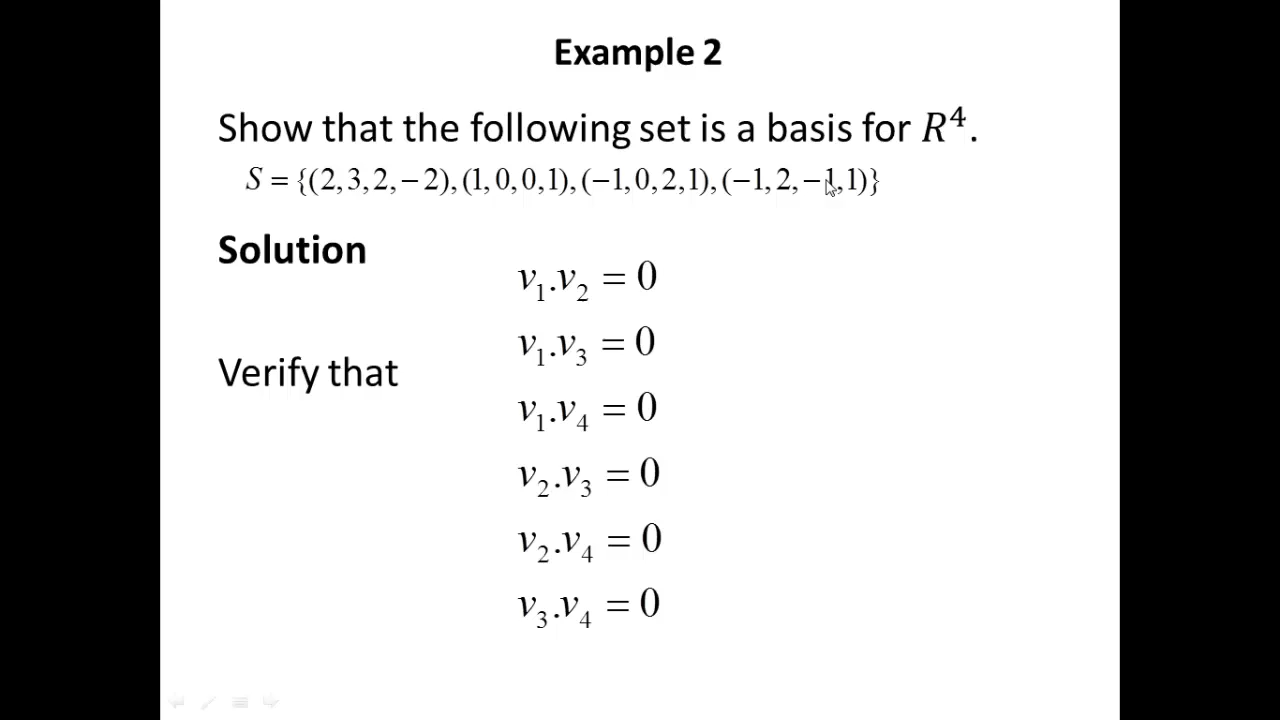 Example 2
Show that the following set is a basis for R⁴.
S = {(2,3,2,−2),(1,0,0,1),(−1,0,2,1),(−1,2,−1,1)}
Solution
v₁.v₂ = 0
v₁.v₃ = 0
Verify that
v₁.v₄ = 0
v₂.v₃ = 0
v₂.v₄ = 0
v₃.v₄ = 0